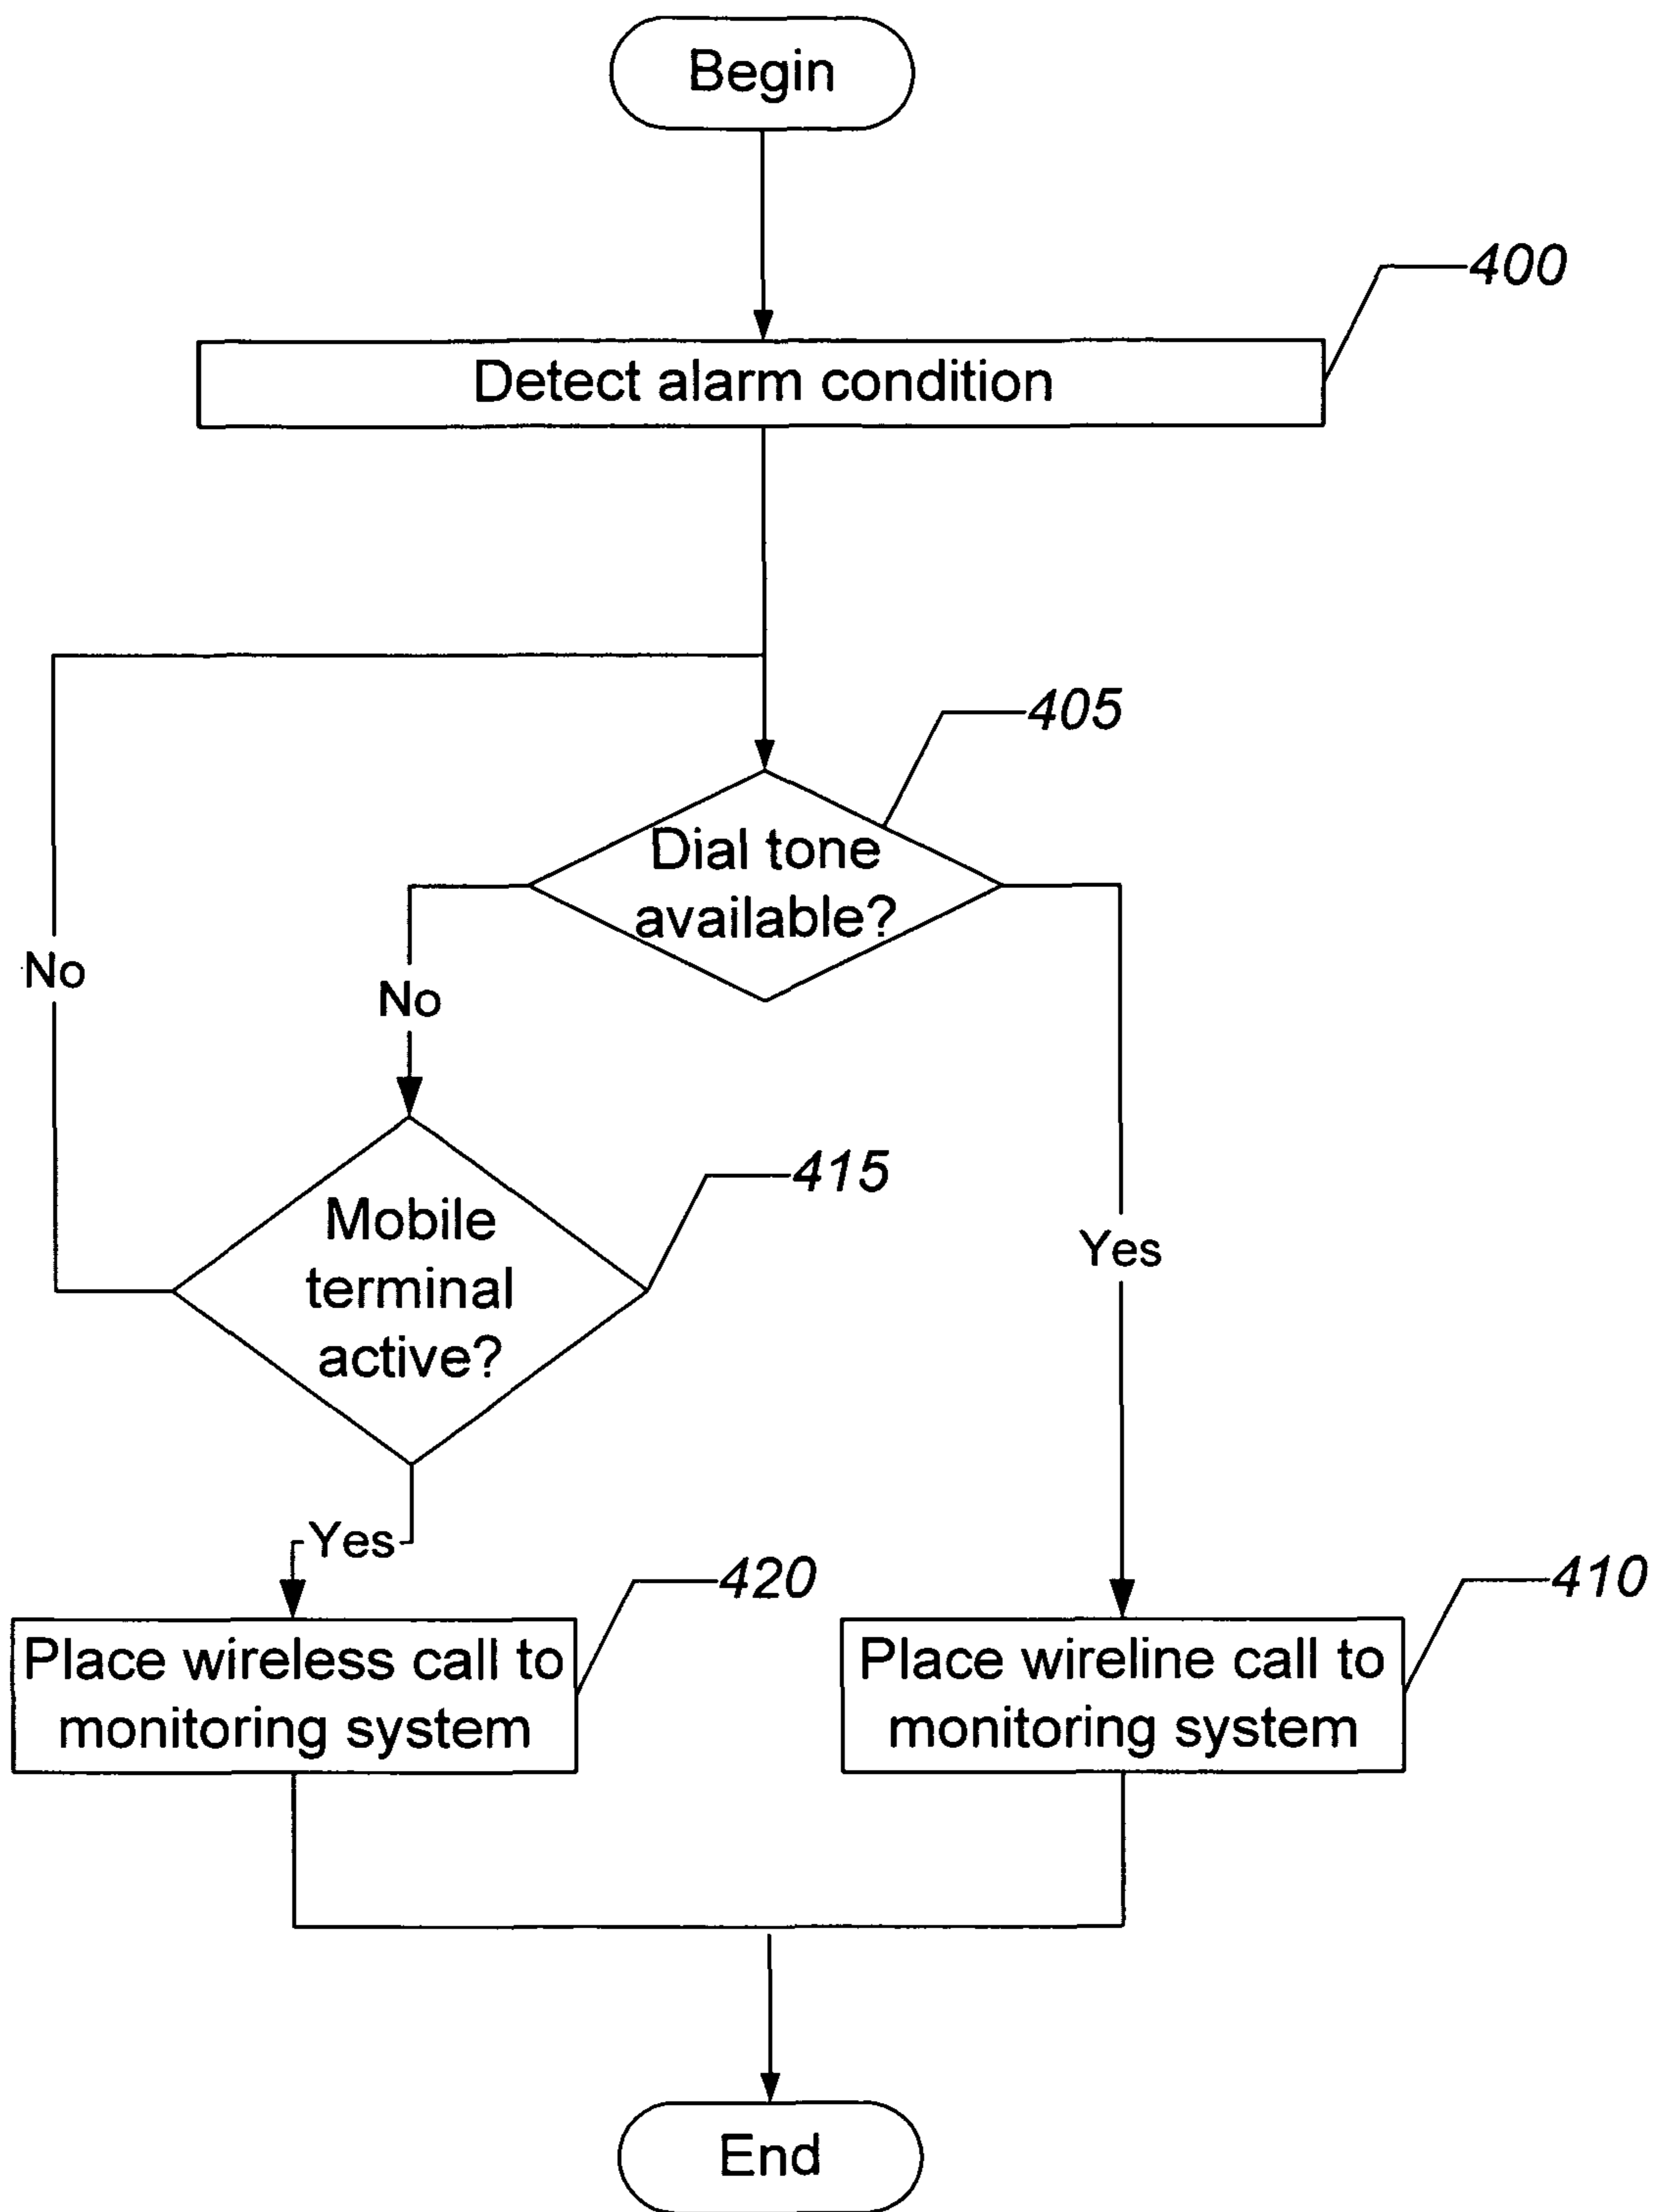 Begin
400
Detect alarm condition
405
Dial tone
available?
No
No
415
Mobile
terminal
active?
Yes
Yes
420
410
Place wireless call to
monitoring system
Place wireline call to
monitoring system
End